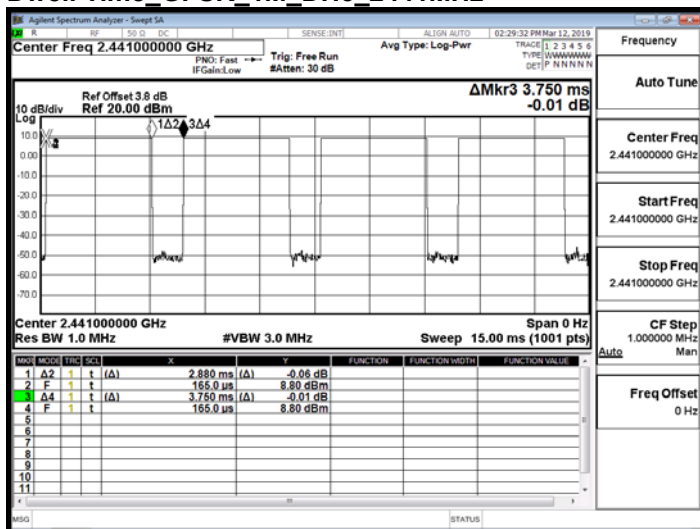 Agilent Spectrum Analyzer - Swept SA
R RF 50 Ω DC SENSE:INT ALIGN AUTO 02:29:32 PM Mar 12, 2019
Center Freq 2.441000000 GHz
PNO: Fast
IFGain:Low
Trig: Free Run
#Atten: 30 dB
Avg Type: Log-Pwr
TRACE 1 2 3 4 5 6
TYPE WWWWWW
DET P N N N N N
Frequency
Auto Tune
Ref Offset 3.8 dB
10 dB/div Ref 20.00 dBm
ΔMkr3 3.750 ms
-0.01 dB
Log
1Δ2 3Δ4
10.0
0.00
-10.0
-20.0
-30.0
-40.0
-50.0
-60.0
-70.0
Center Freq
2.441000000 GHz
Start Freq
2.441000000 GHz
Stop Freq
2.441000000 GHz
CF Step
1.000000 MHz
Auto Man
Freq Offset
0 Hz
Center 2.441000000 GHz Span 0 Hz
Res BW 1.0 MHz #VBW 3.0 MHz Sweep 15.00 ms (1001 pts)
MKR MODE TRC SCL X Y FUNCTION FUNCTION WIDTH FUNCTION VALUE
1 Δ2 1 t (Δ) 2.880 ms (Δ) -0.06 dB
2 F 1 t 165.0 µs 8.80 dBm
3 Δ4 1 t (Δ) 3.750 ms (Δ) -0.01 dB
4 F 1 t 165.0 µs 8.80 dBm
5
6
7
8
9
10
11
MSG STATUS